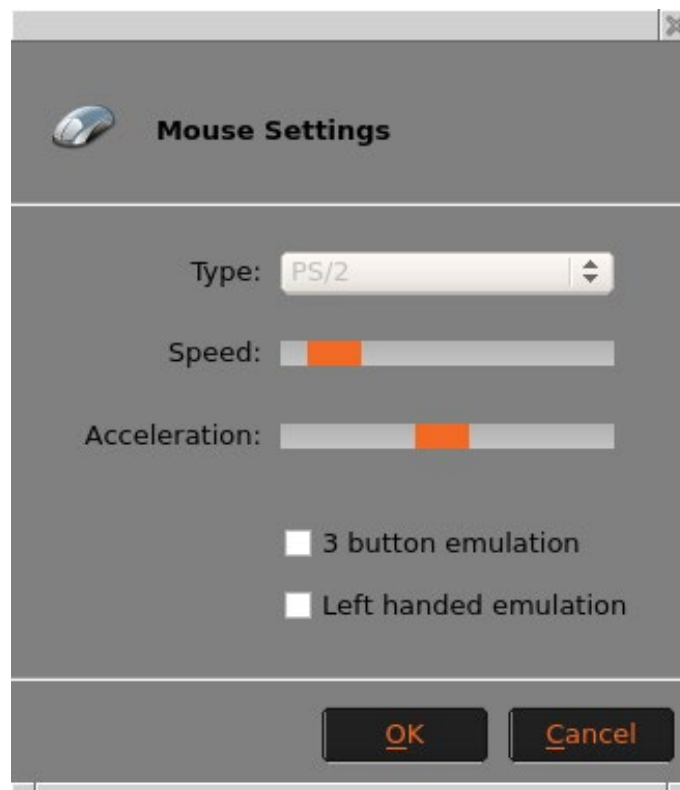 Mouse Settings
Type: PS/2
Speed:
Acceleration:
3 button emulation
Left handed emulation
OK Cancel